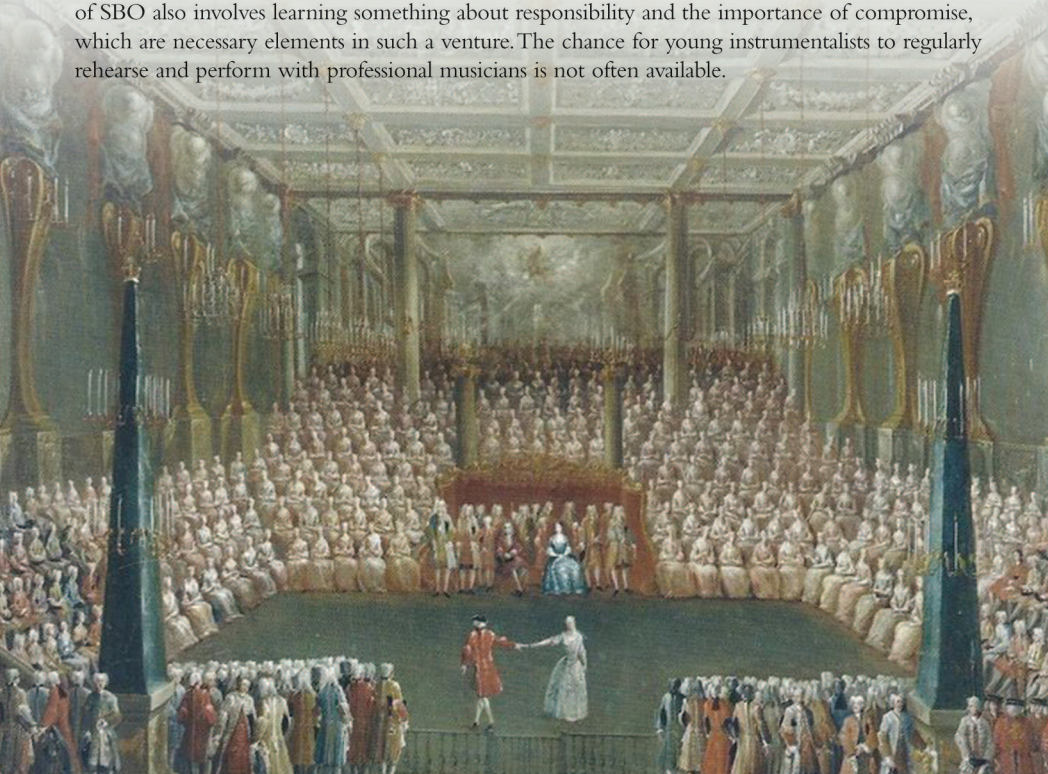 of SBO also involves learning something about responsibility and the importance of compromise,
which are necessary elements in such a venture. The chance for young instrumentalists to regularly
rehearse and perform with professional musicians is not often available.